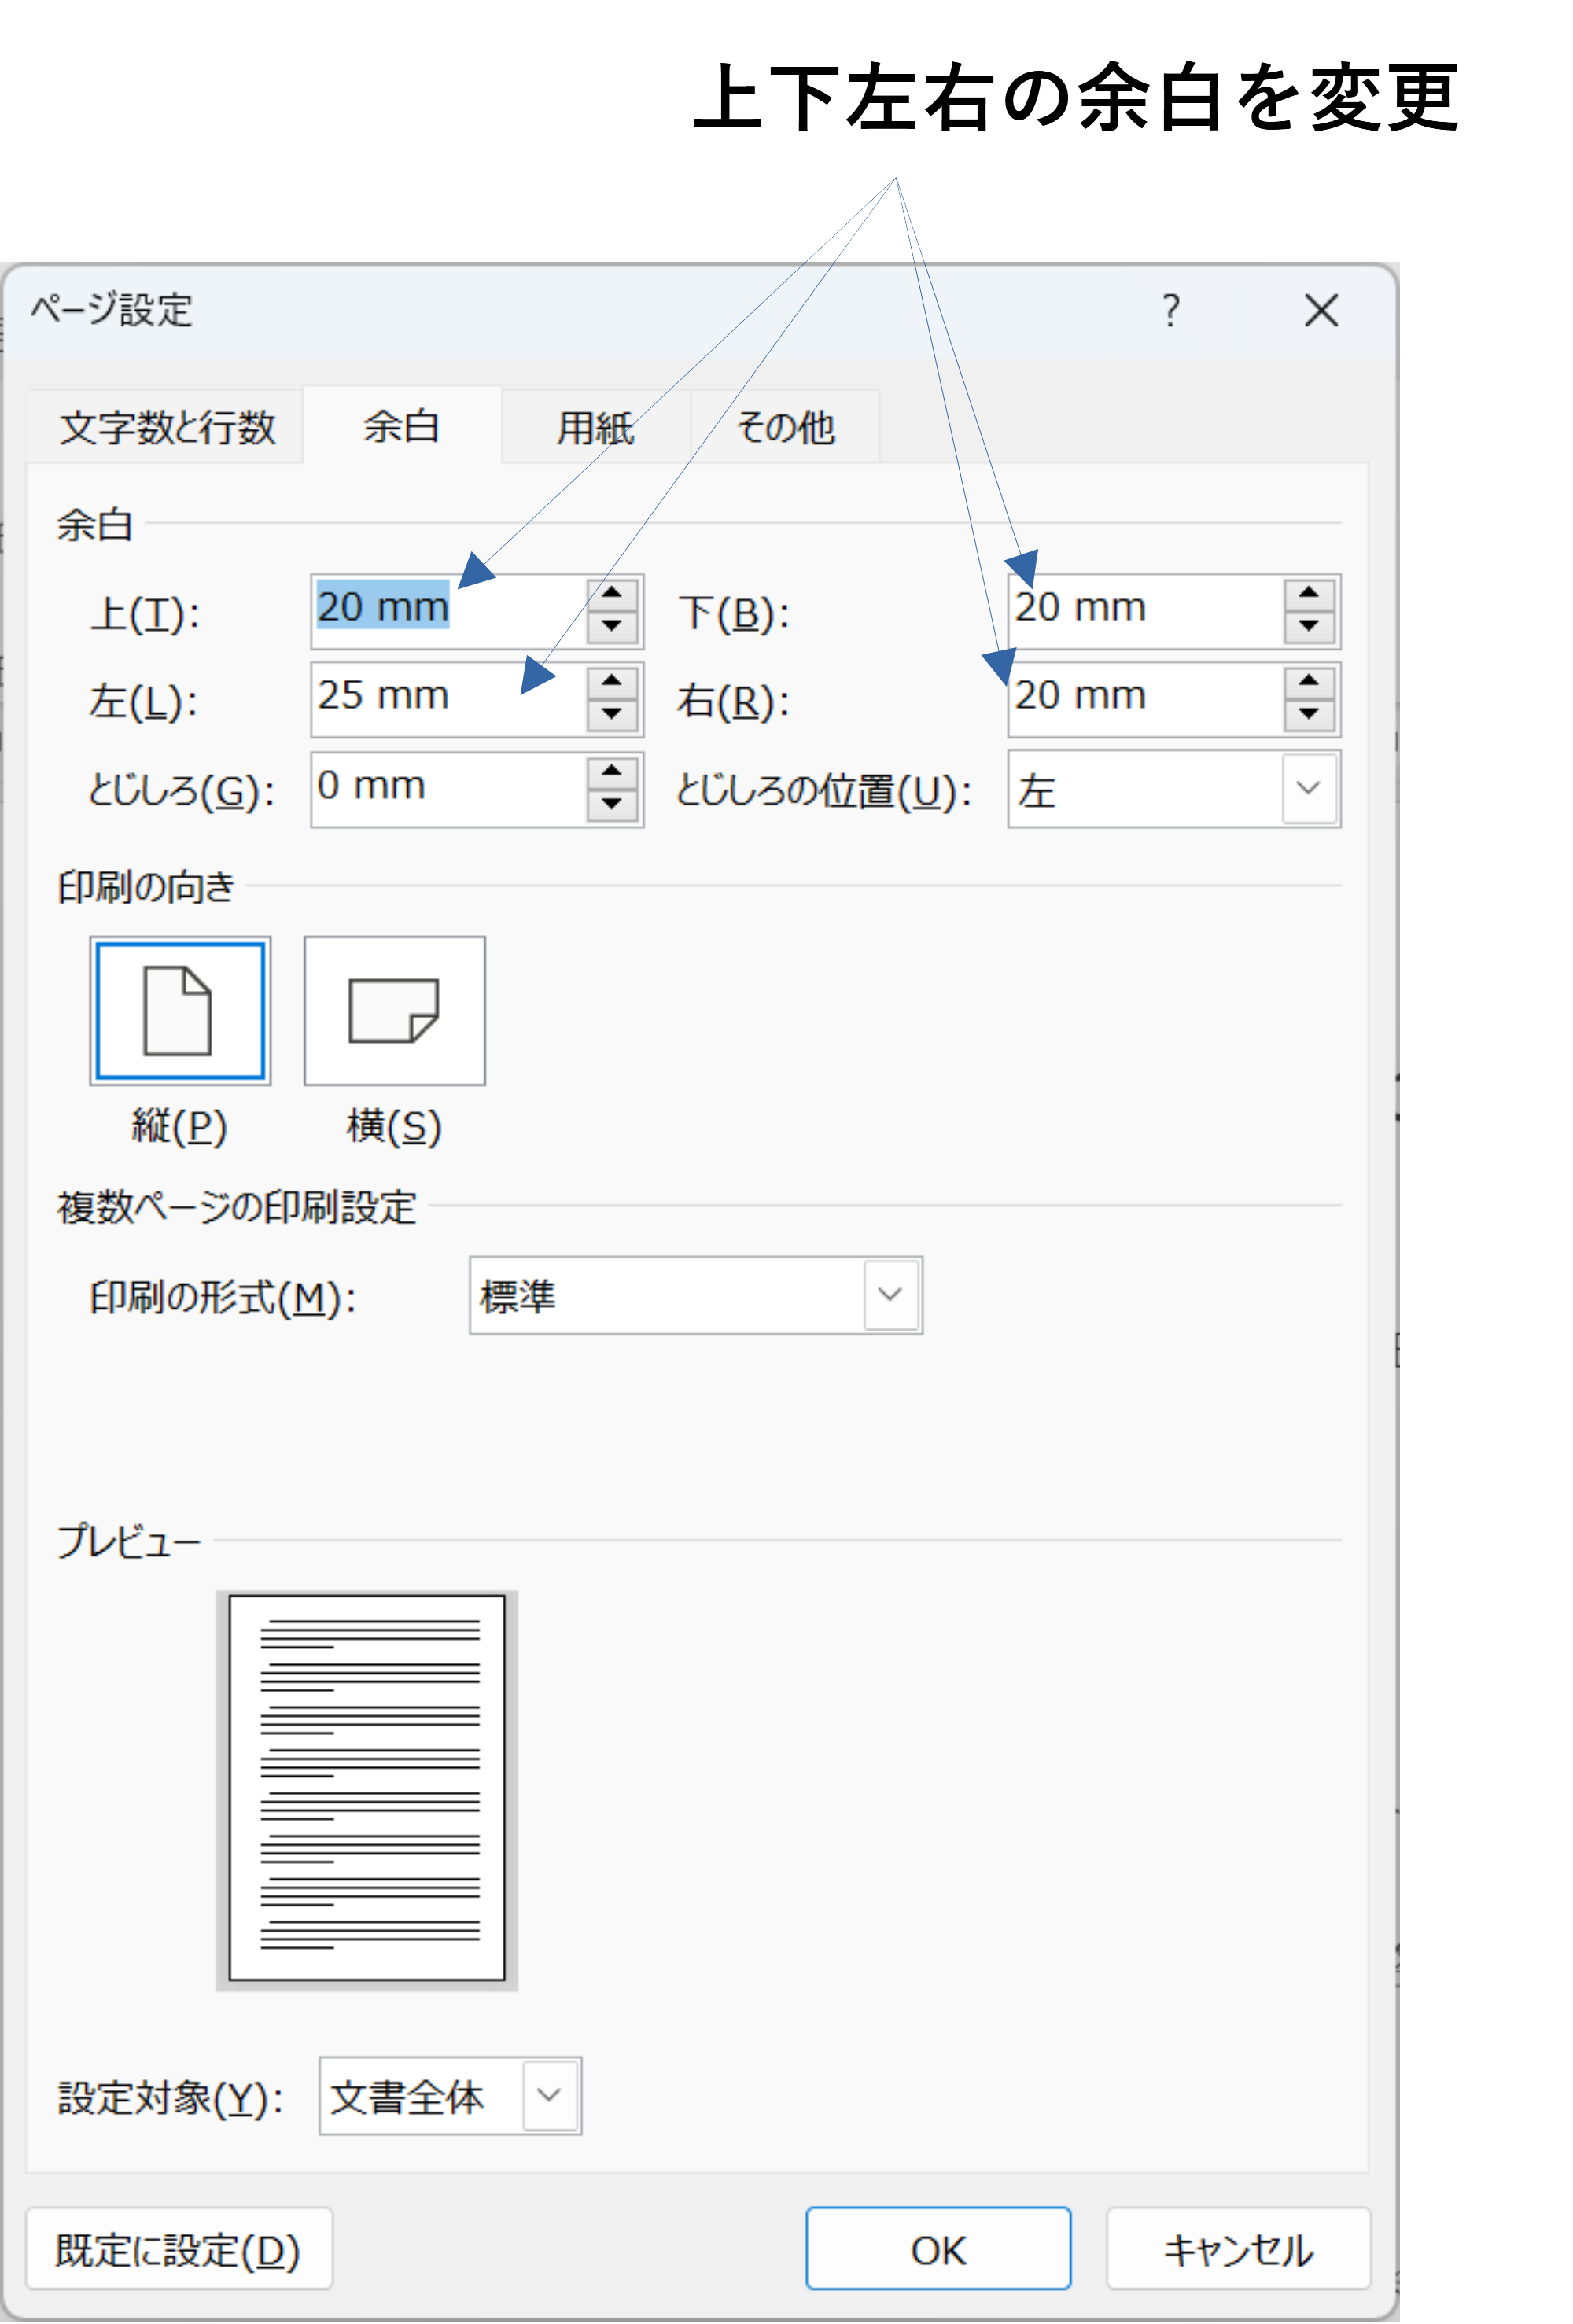 上下左右の余白を変更
ページ設定 ?
文字数と行数 余白 用紙 その他
余白
上(T): 20 mm 下(B): 20 mm
左(L): 25 mm 右(R): 20 mm
とじしろ(G): 0 mm とじしろの位置(U): 左
印刷の向き
縦(P) 横(S)
複数ページの印刷設定
印刷の形式(M): 標準
プレビュー
設定対象(Y): 文書全体
既定に設定(D) OK キャンセル